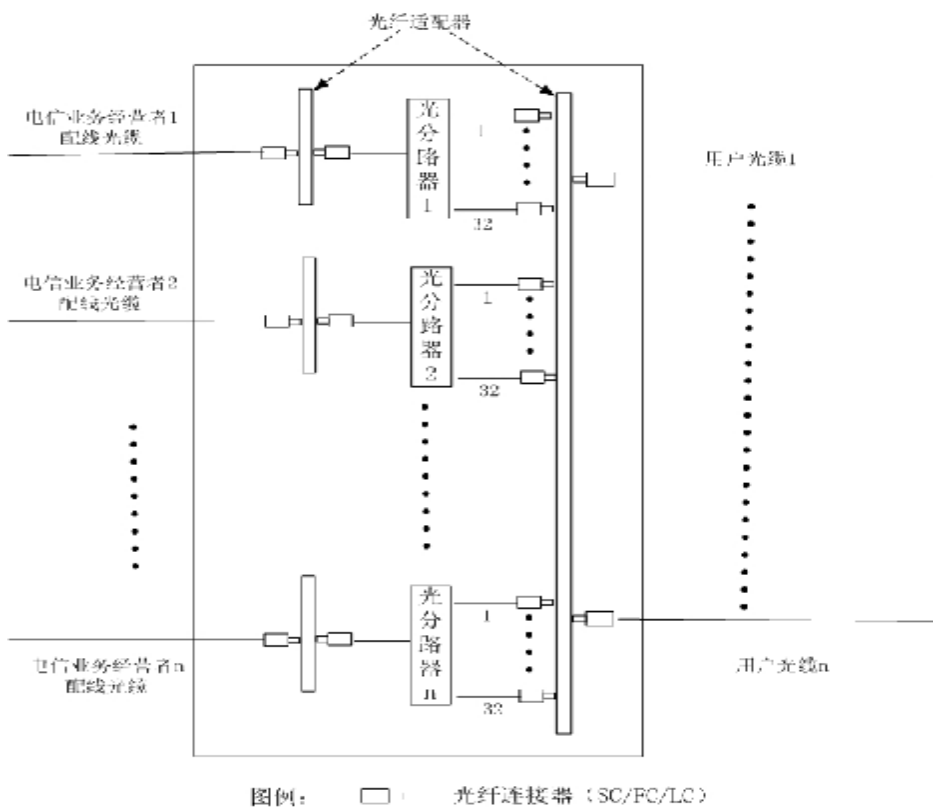 光纤适配器
电信业务经营者1
配线光缆
光分路器1
1
32
用户光缆1
电信业务经营者2
配线光缆
光分路器2
1
32
电信业务经营者n
配线光缆
光分路器n
1
32
用户光缆n
图例：
光纤连接器（SC/FC/LC）